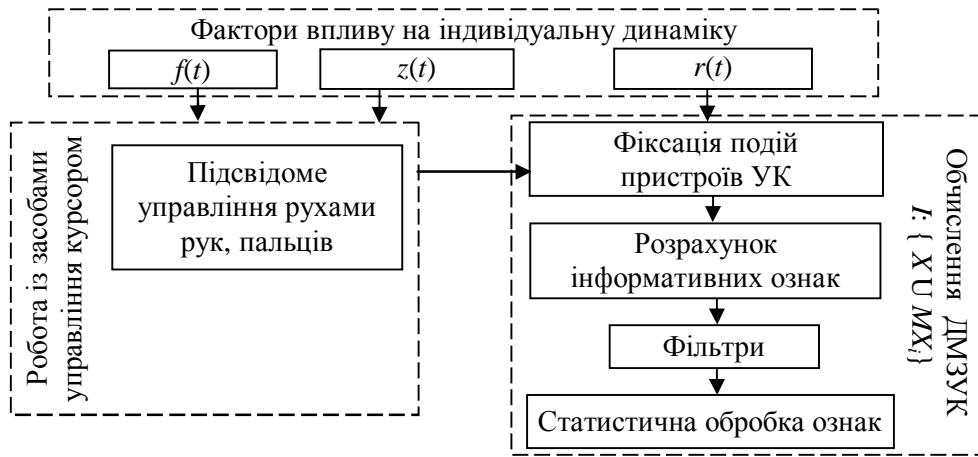 Фактори впливу на індивідуальну динаміку
f(t)
z(t)
r(t)
Робота із засобами
управління курсором
Підсвідоме
управління рухами
рук, пальців
Фіксація подій
пристроїв УК
Розрахунок
інформативних ознак
Фільтри
Статистична обробка ознак
Обчислення ДМЗУК
I: { X U MXi}